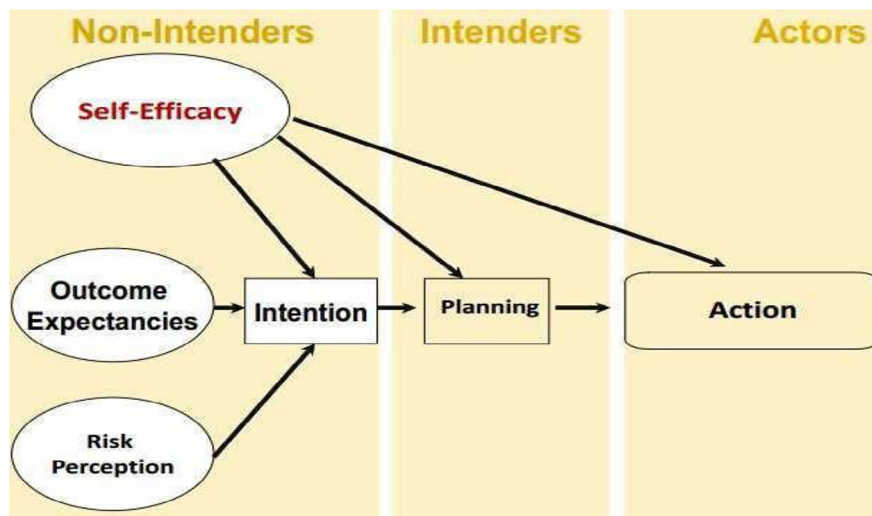 Non-Intenders
Intenders
Actors
Self-Efficacy
Outcome
Expectancies
Intention
Planning
Action
Risk
Perception